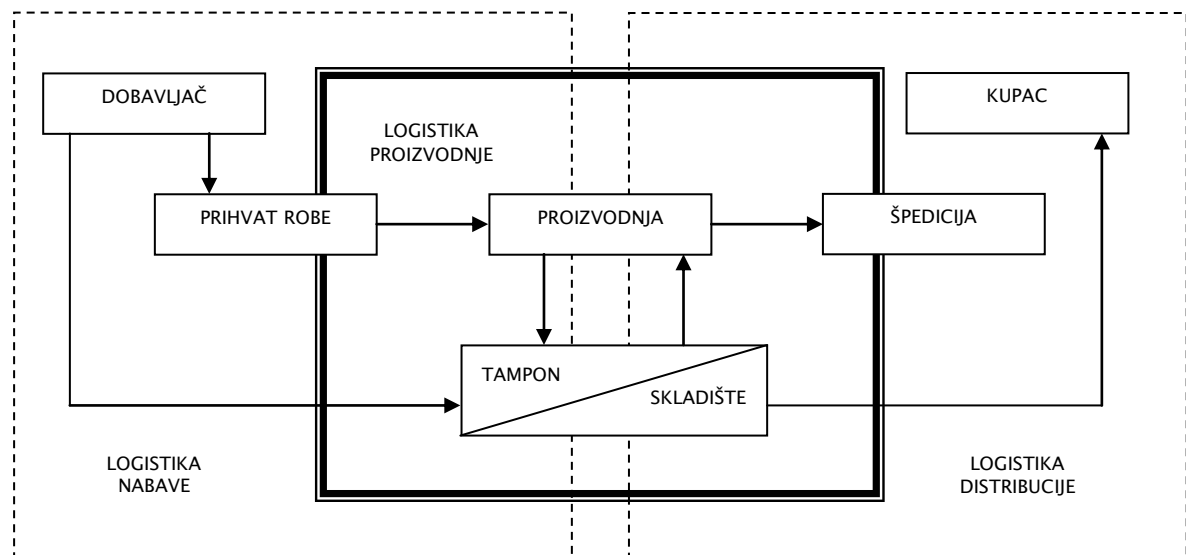 DOBAVLJAČ
KUPAC
LOGISTIKA
PROIZVODNJE
PRIHVAT ROBE
PROIZVODNJA
ŠPEDICIJA
TAMPON
SKLADIŠTE
LOGISTIKA
NABAVE
LOGISTIKA
DISTRIBUCIJE